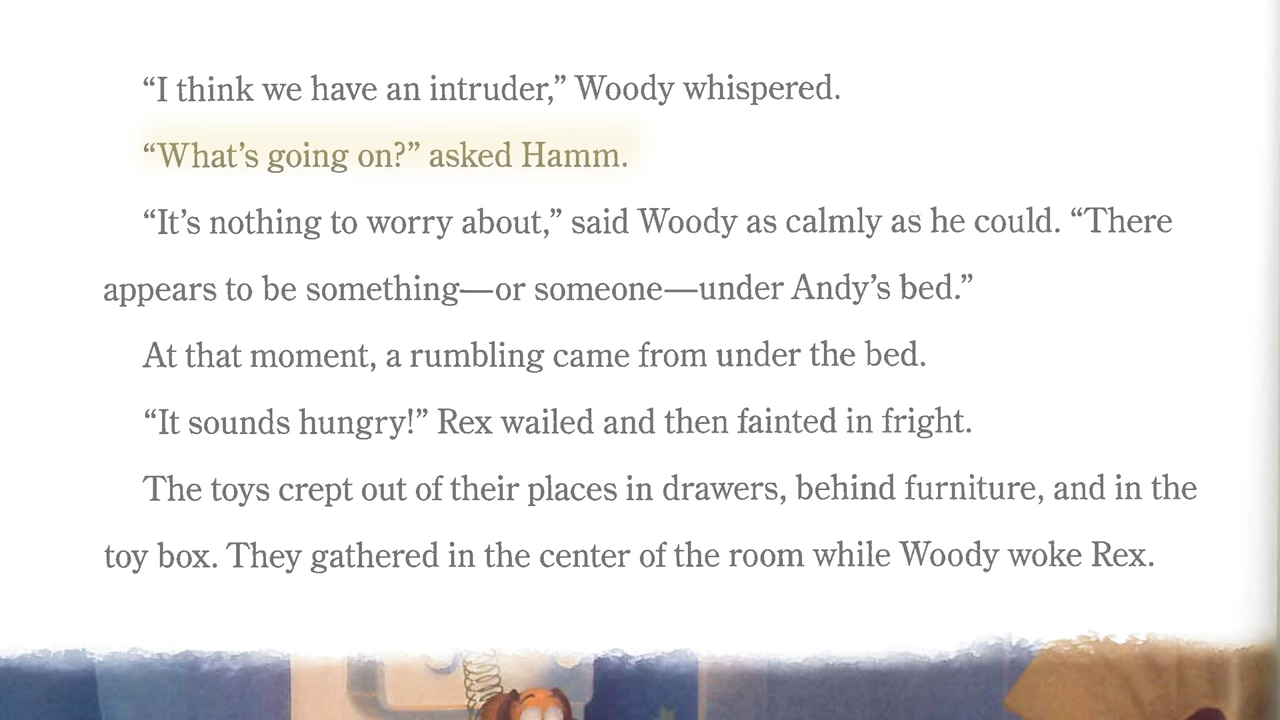 “I think we have an intruder,” Woody whispered.
“What’s going on?” asked Hamm.
“It’s nothing to worry about,” said Woody as calmly as he could. “There
appears to be something—or someone—under Andy’s bed.”
At that moment, a rumbling came from under the bed.
“It sounds hungry!” Rex wailed and then fainted in fright.
The toys crept out of their places in drawers, behind furniture, and in the
toy box. They gathered in the center of the room while Woody woke Rex.